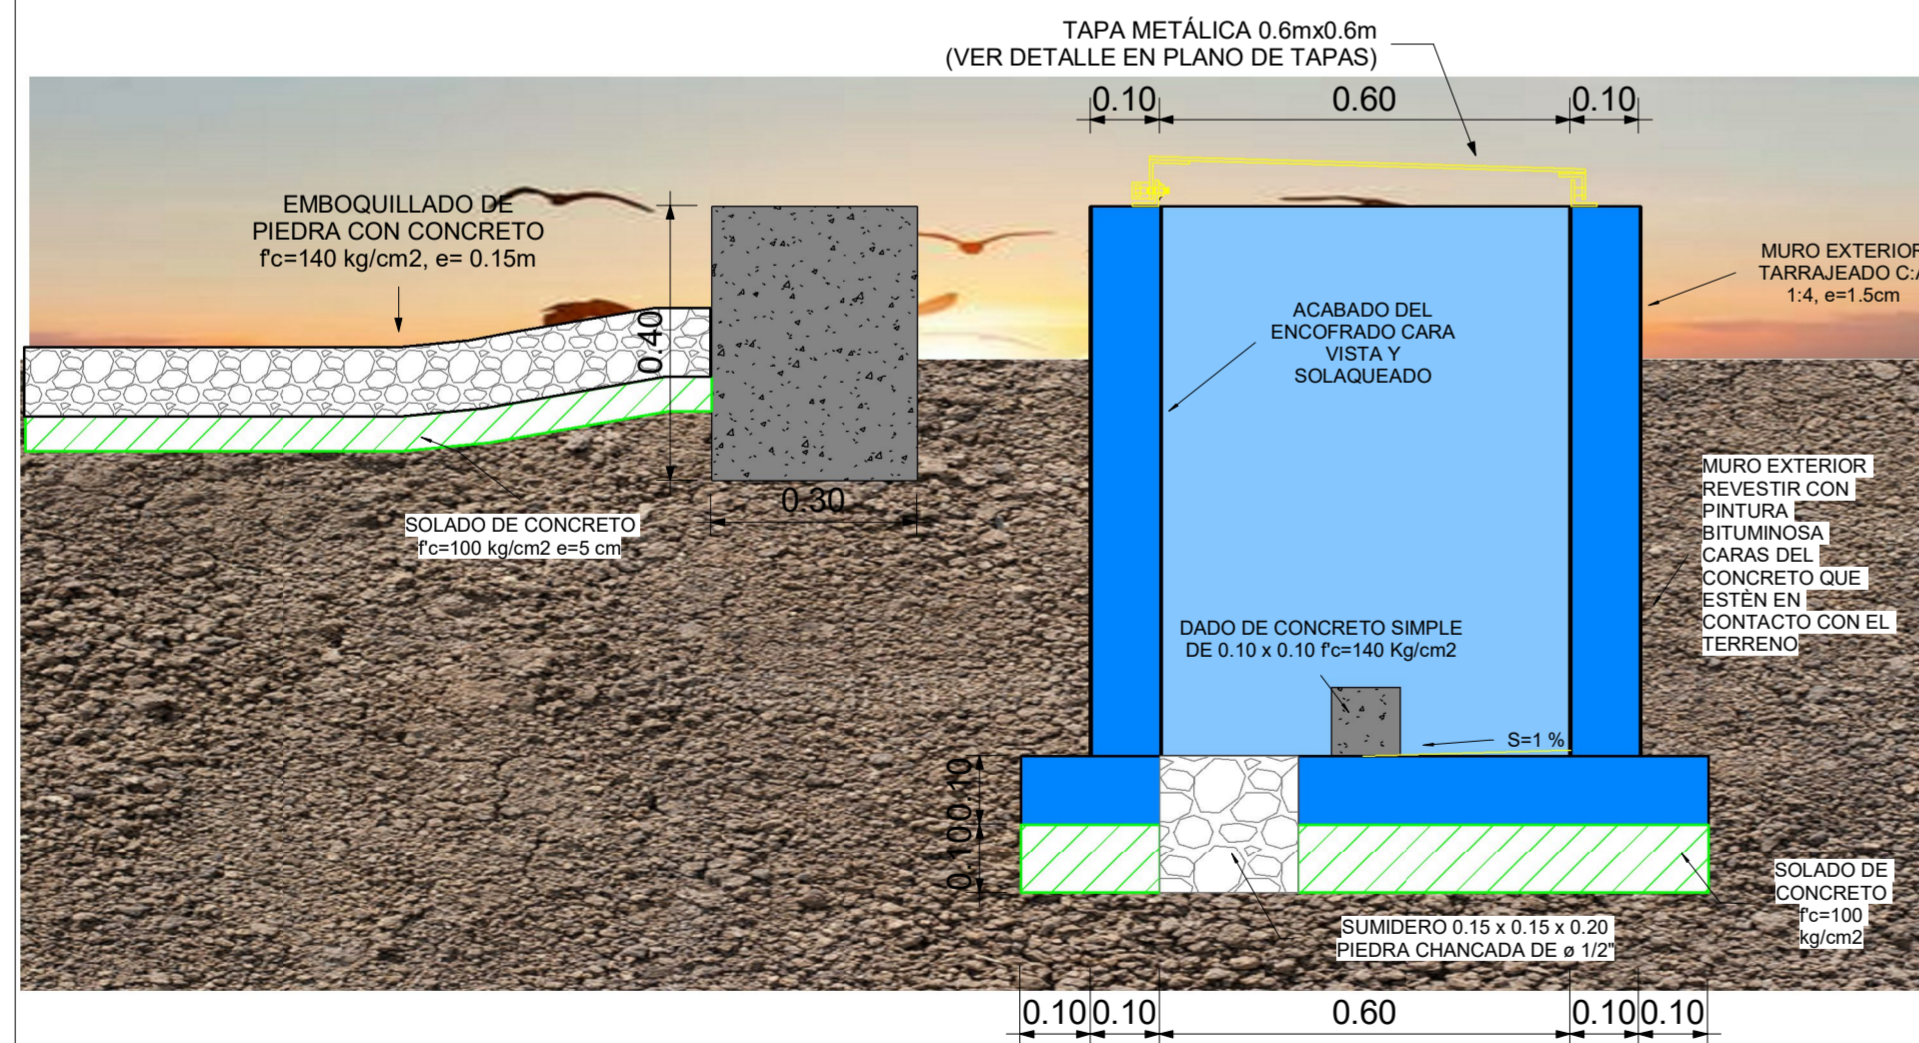 TAPA METÁLICA 0.6mx0.6m
(VER DETALLE EN PLANO DE TAPAS)
0.10
0.60
0.10
EMBOQUILLADO DE
PIEDRA CON CONCRETO
f'c=140 kg/cm2, e= 0.15m
0.40
0.30
SOLADO DE CONCRETO
f'c=100 kg/cm2 e=5 cm
ACABADO DEL
ENCOFRADO CARA
VISTA Y
SOLAQUEADO
MURO EXTERIOR
TARRAJEADO C:A
1:4, e=1.5cm
MURO EXTERIOR
REVESTIR CON
PINTURA
BITUMINOSA
CARAS DEL
CONCRETO QUE
ESTÈN EN
CONTACTO CON EL
TERRENO
DADO DE CONCRETO SIMPLE
DE 0.10 x 0.10 f'c=140 Kg/cm2
S=1 %
0.10
0.10
SOLADO DE
CONCRETO
f'c=100
kg/cm2
SUMIDERO 0.15 x 0.15 x 0.20
PIEDRA CHANCADA DE ø 1/2"
0.10
0.10
0.60
0.10
0.10